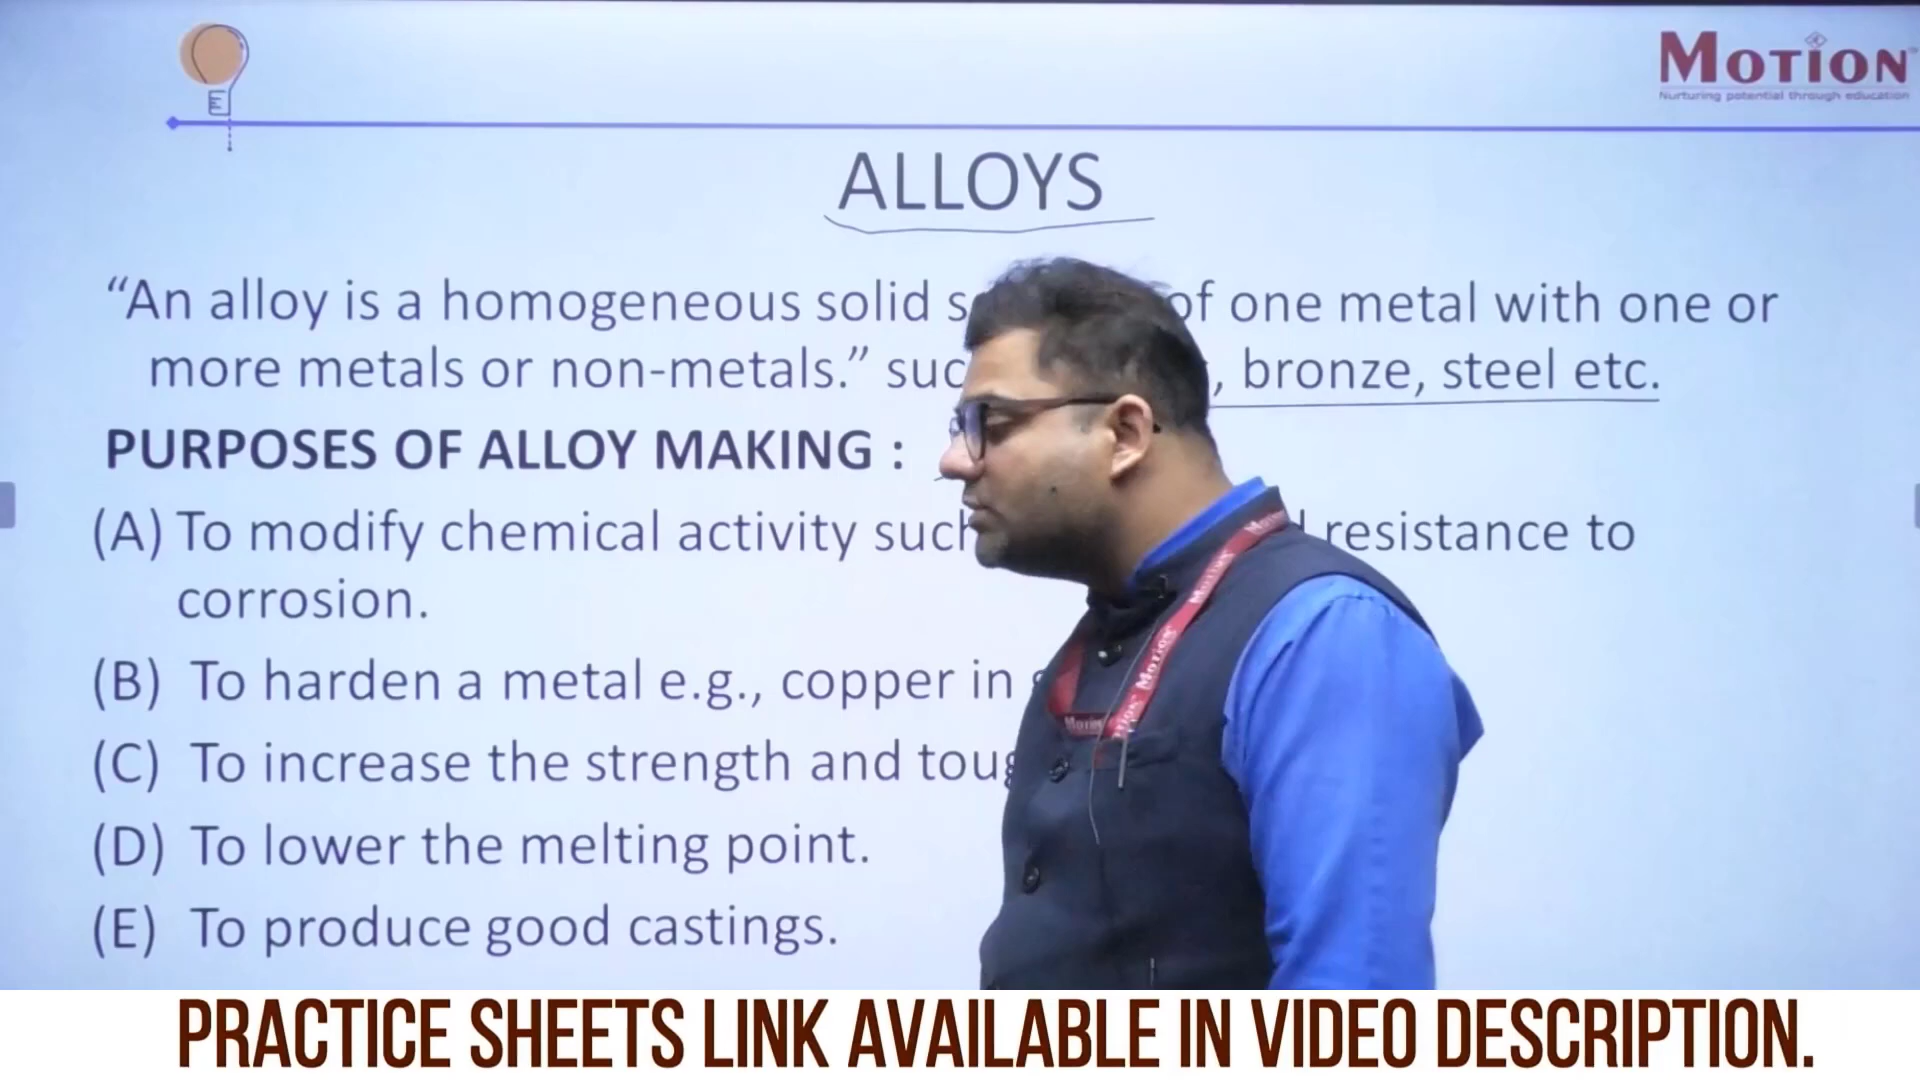 MOTION
Nurturing potential through education
ALLOYS
“An alloy is a homogeneous solid of one metal with one or
more metals or non-metals.” , bronze, steel etc.
PURPOSES OF ALLOY MAKING :
(A) To modify chemical activity resistance to
corrosion.
(B) To harden a metal e.g., copper in
(C) To increase the strength and
(D) To lower the melting point.
(E) To produce good castings.
PRACTICE SHEETS LINK AVAILABLE IN VIDEO DESCRIPTION.